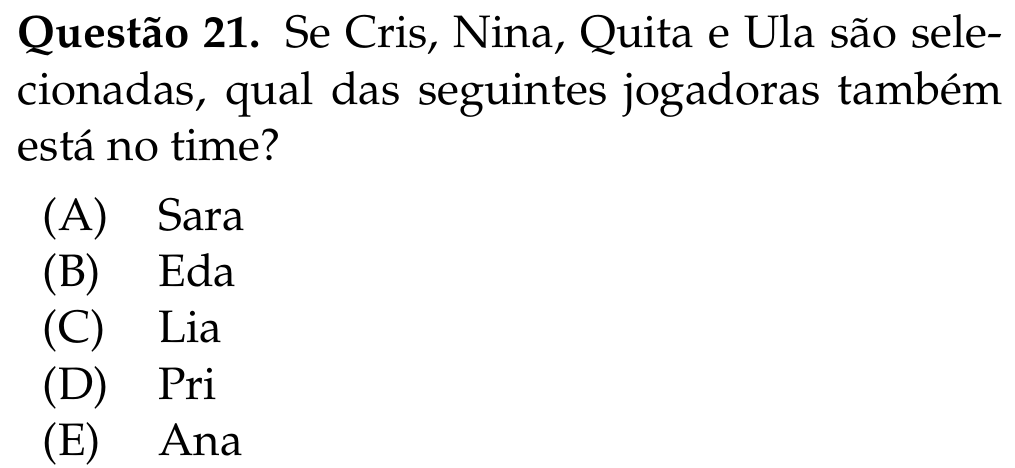 Questão 21. Se Cris, Nina, Quita e Ula são sele-
cionadas, qual das seguintes jogadoras também
está no time?
(A) Sara
(B) Eda
(C) Lia
(D) Pri
(E) Ana